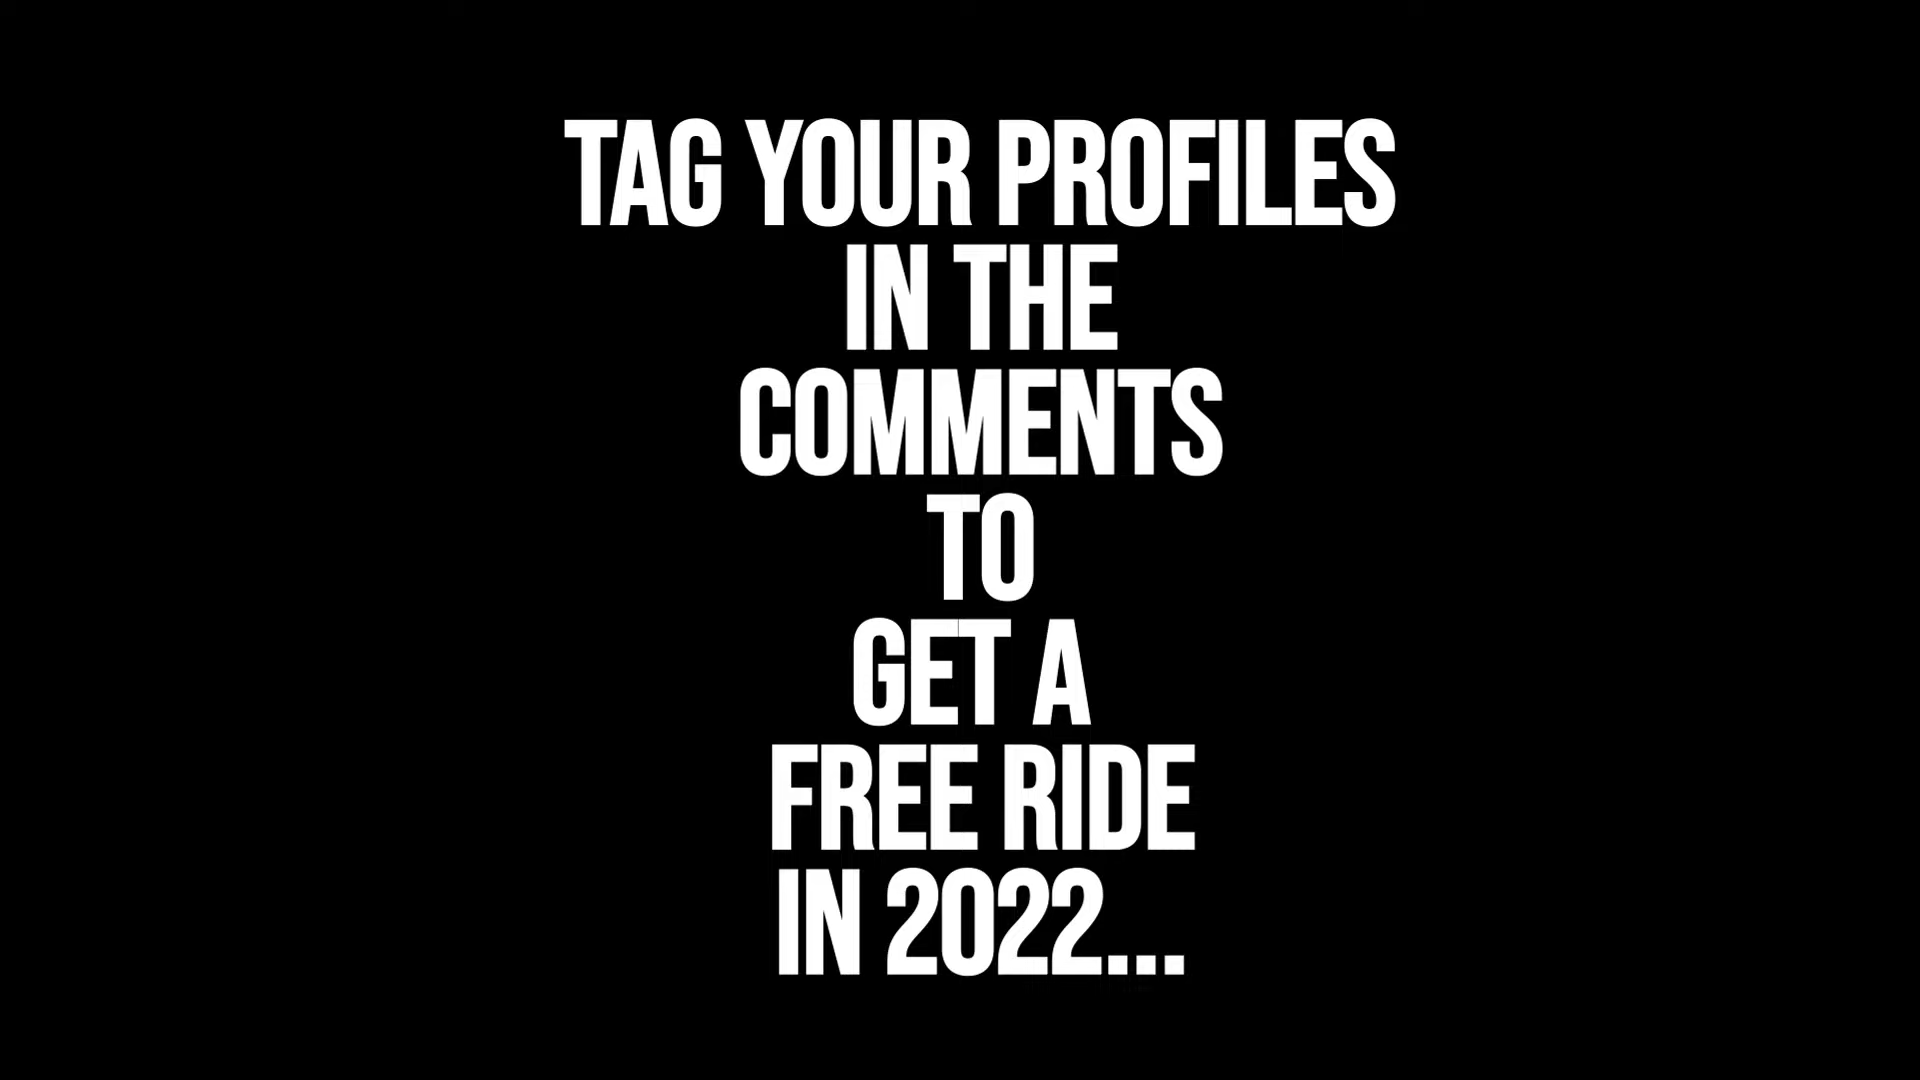 TAG YOUR PROFILES
IN THE
COMMENTS
TO
GET A
FREE RIDE
IN 2022...